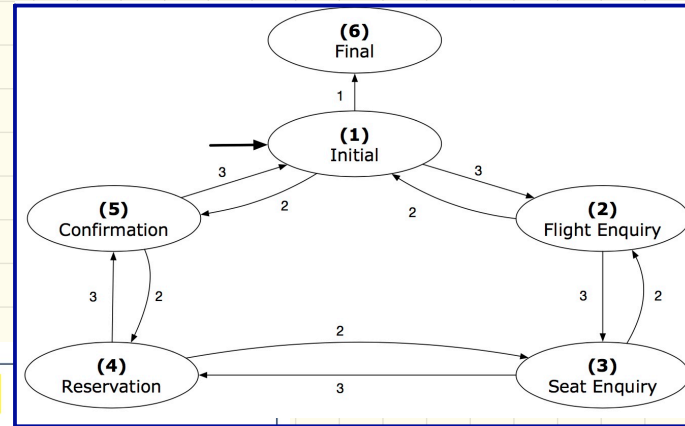 (6)
Final
1
(1)
Initial
3
3
2
2
(5)
Confirmation
(2)
Flight Enquiry
3
2
3
2
2
(4)
Reservation
(3)
Seat Enquiry
3